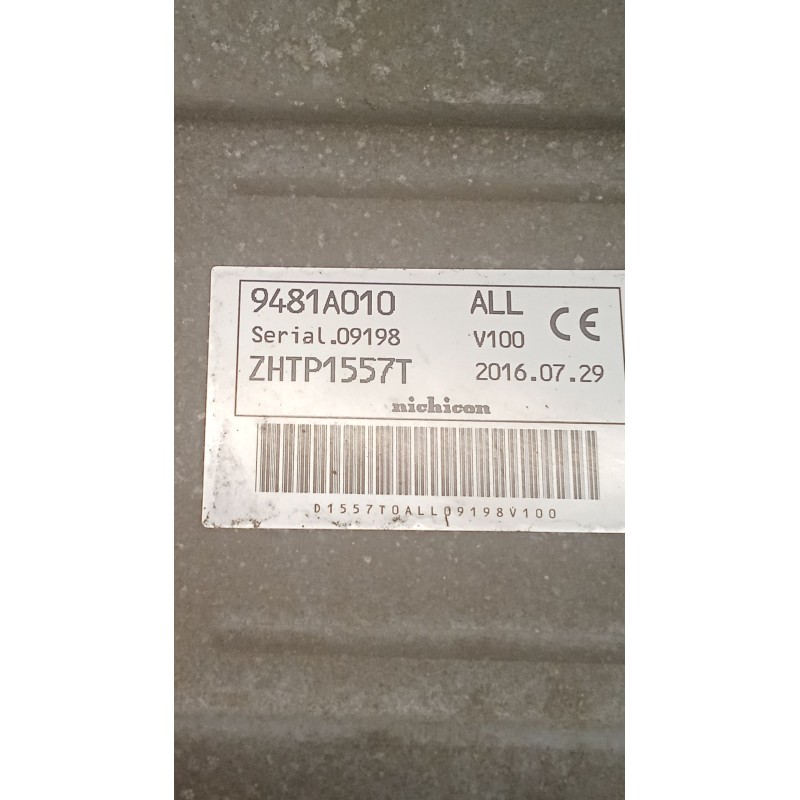 9481A010 ALL CE
Serial.09198 V100
ZHTP1557T 2016.07.29
nichicon
D1557T0ALL09198V100